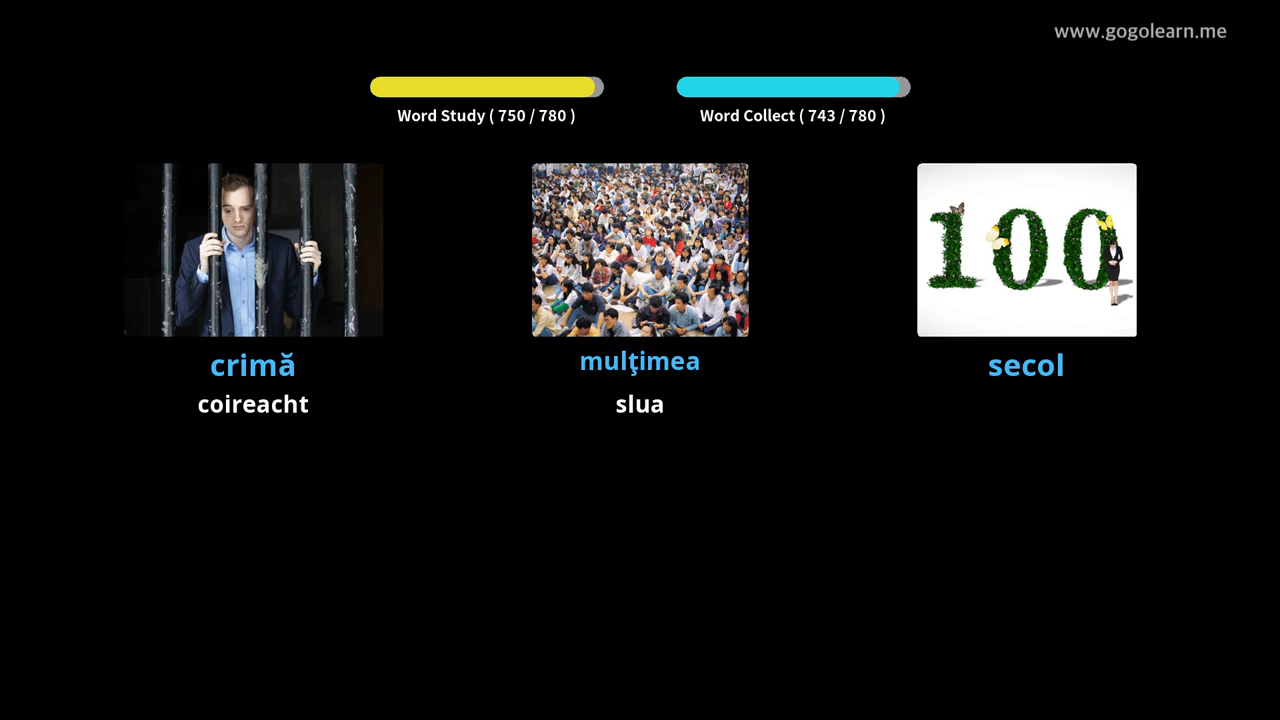 www.gogolearn.me
Word Study ( 750 / 780 )
Word Collect ( 743 / 780 )
100
crimă
mulţimea
secol
coireacht
slua